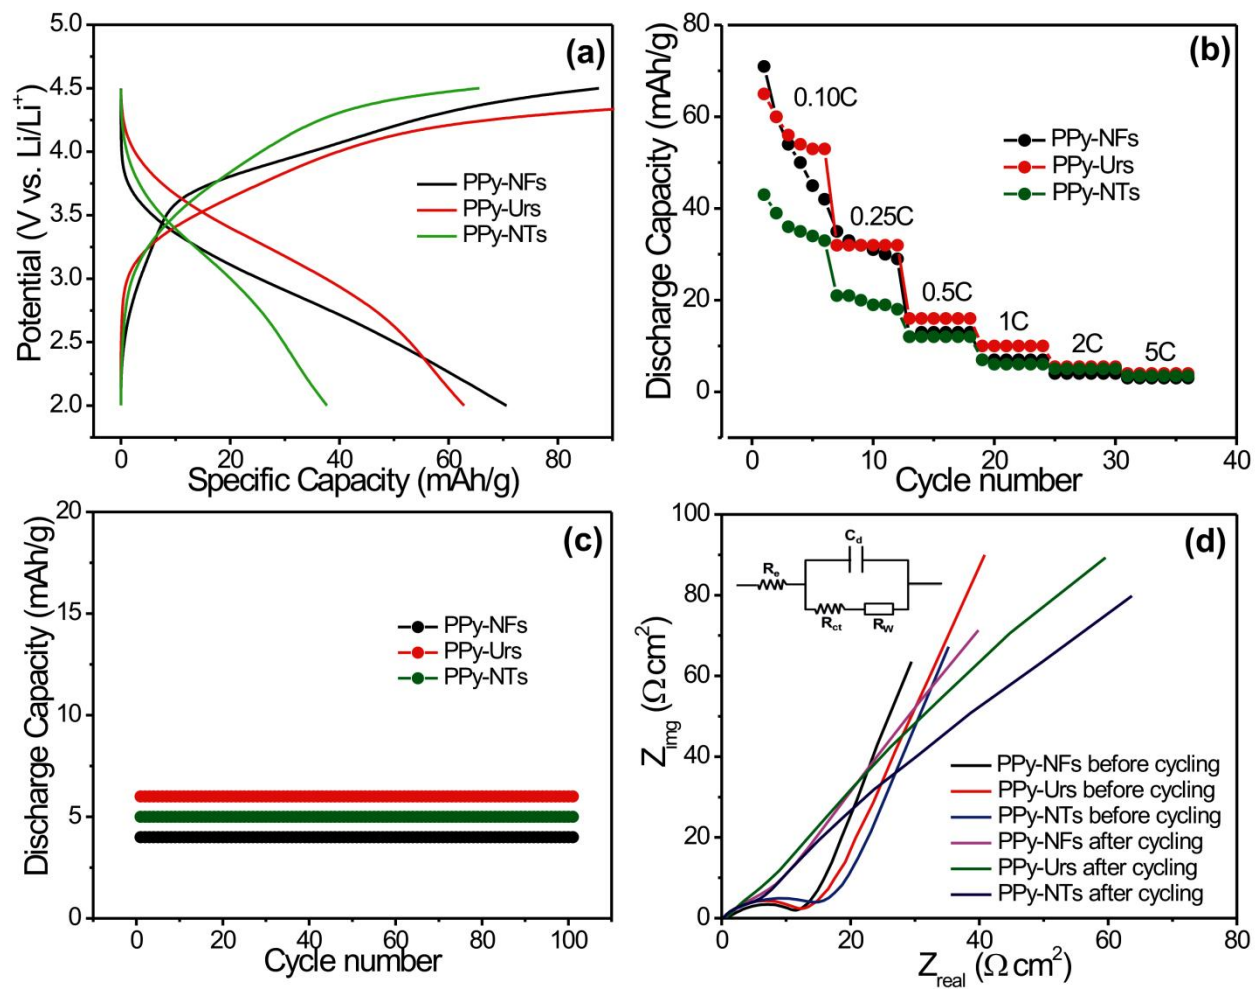 (a)
Potential (V vs. Li/Li⁺)
5.0
4.5
4.0
3.5
3.0
2.5
2.0
PPy-NFs
PPy-Urs
PPy-NTs
0 20 40 60 80
Specific Capacity (mAh/g)
(b)
Discharge Capacity (mAh/g)
80
60
40
20
0
0.10C
0.25C
0.5C
1C
2C
5C
PPy-NFs
PPy-Urs
PPy-NTs
0 10 20 30 40
Cycle number
(c)
Discharge Capacity (mAh/g)
20
15
10
5
0
PPy-NFs
PPy-Urs
PPy-NTs
0 20 40 60 80 100
Cycle number
(d)
Z_img (Ω cm²)
100
80
60
40
20
0
C_d
R_e
R_ct R_W
PPy-NFs before cycling
PPy-Urs before cycling
PPy-NTs before cycling
PPy-NFs after cycling
PPy-Urs after cycling
PPy-NTs after cycling
0 20 40 60 80
Z_real (Ω cm²)